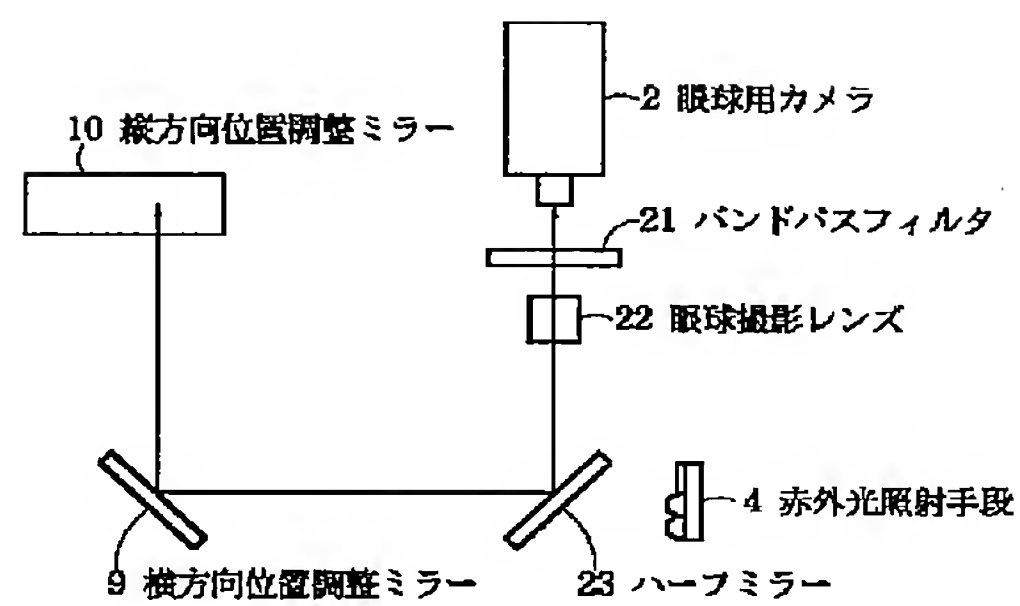 2 眼球用カメラ
10 縦方向位置調整ミラー
21 バンドパスフィルタ
22 眼球撮影レンズ
4 赤外光照射手段
9 横方向位置調整ミラー
23 ハーフミラー